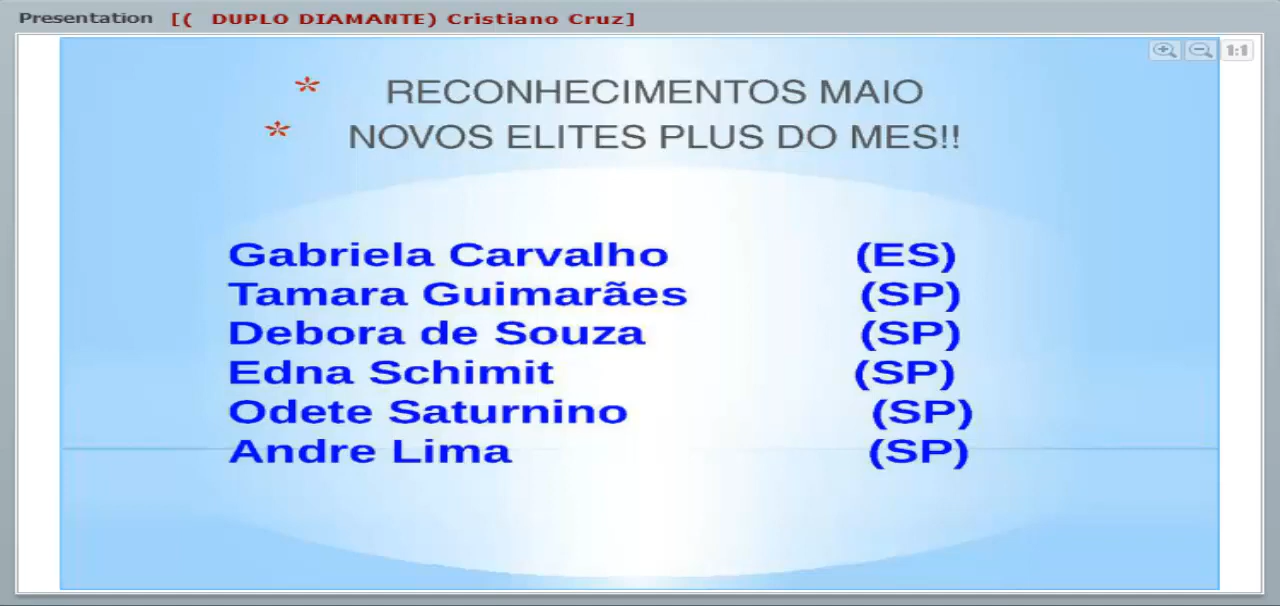 Presentation [( DUPLO DIAMANTE) Cristiano Cruz]
1:1
* RECONHECIMENTOS MAIO
* NOVOS ELITES PLUS DO MES!!
Gabriela Carvalho (ES)
Tamara Guimarães (SP)
Debora de Souza (SP)
Edna Schimit (SP)
Odete Saturnino (SP)
Andre Lima (SP)